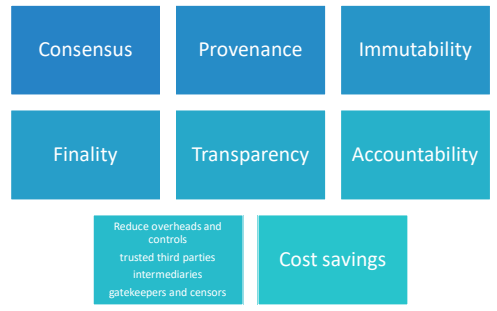 Consensus
Provenance
Immutability
Finality
Transparency
Accountability
Reduce overheads and
controls
trusted third parties
intermediaries
gatekeepers and censors
Cost savings